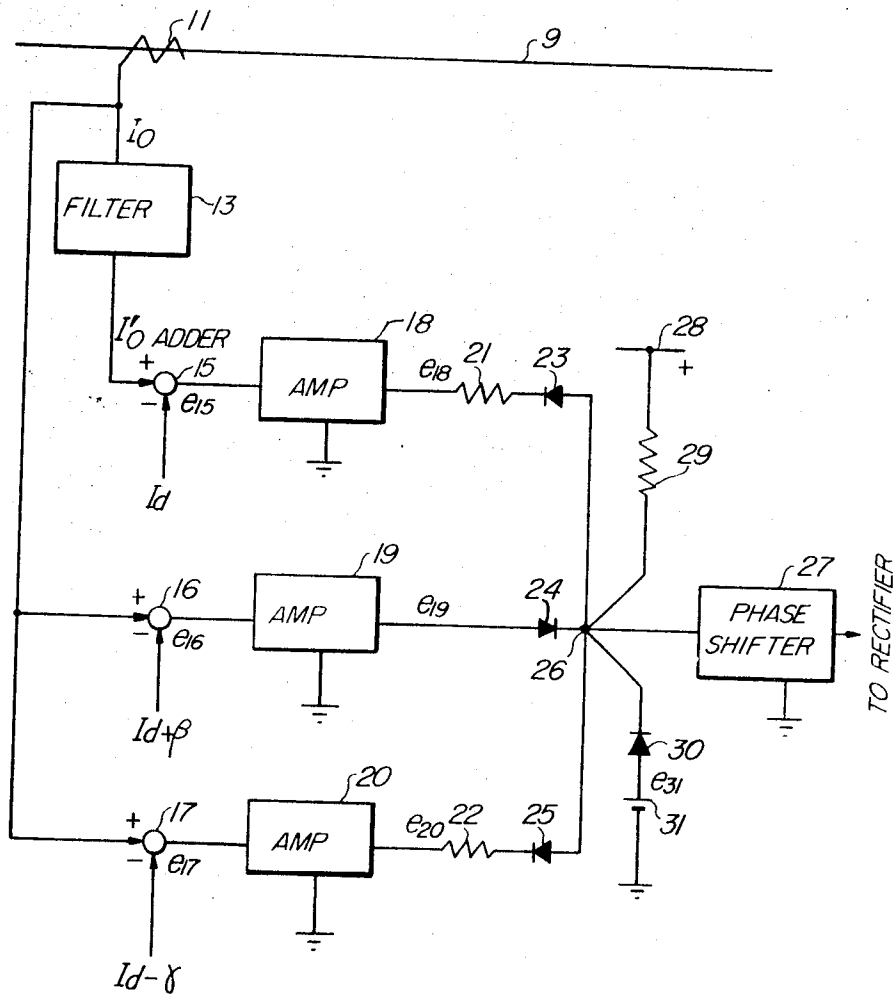 11
9
I0
FILTER
13
I'0 ADDER
+
15
-
e15
Id
18
AMP
e18
21
23
28
+
29
16
+
-
e16
Id+β
19
AMP
e19
24
26
27
PHASE
SHIFTER
TO RECTIFIER
17
+
-
e17
Id-γ
20
AMP
e20
22
25
30
e31
31